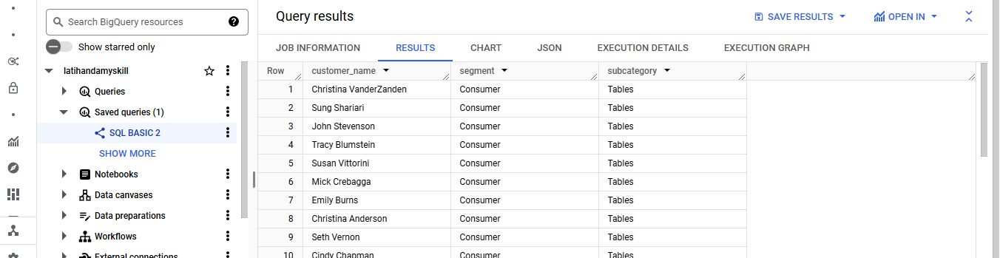 Search BigQuery resources
Show starred only
latihandamyskill
Queries
Saved queries (1)
SQL BASIC 2
SHOW MORE
Notebooks
Data canvases
Data preparations
Workflows
External connections
Query results
SAVE RESULTS
OPEN IN
JOB INFORMATION RESULTS CHART JSON EXECUTION DETAILS EXECUTION GRAPH
Row customer_name segment subcategory
1 Christina VanderZanden Consumer Tables
2 Sung Shariari Consumer Tables
3 John Stevenson Consumer Tables
4 Tracy Blumstein Consumer Tables
5 Susan Vittorini Consumer Tables
6 Mick Crebagga Consumer Tables
7 Emily Burns Consumer Tables
8 Christina Anderson Consumer Tables
9 Seth Vernon Consumer Tables
10 Cindy Chapman Consumer Tables